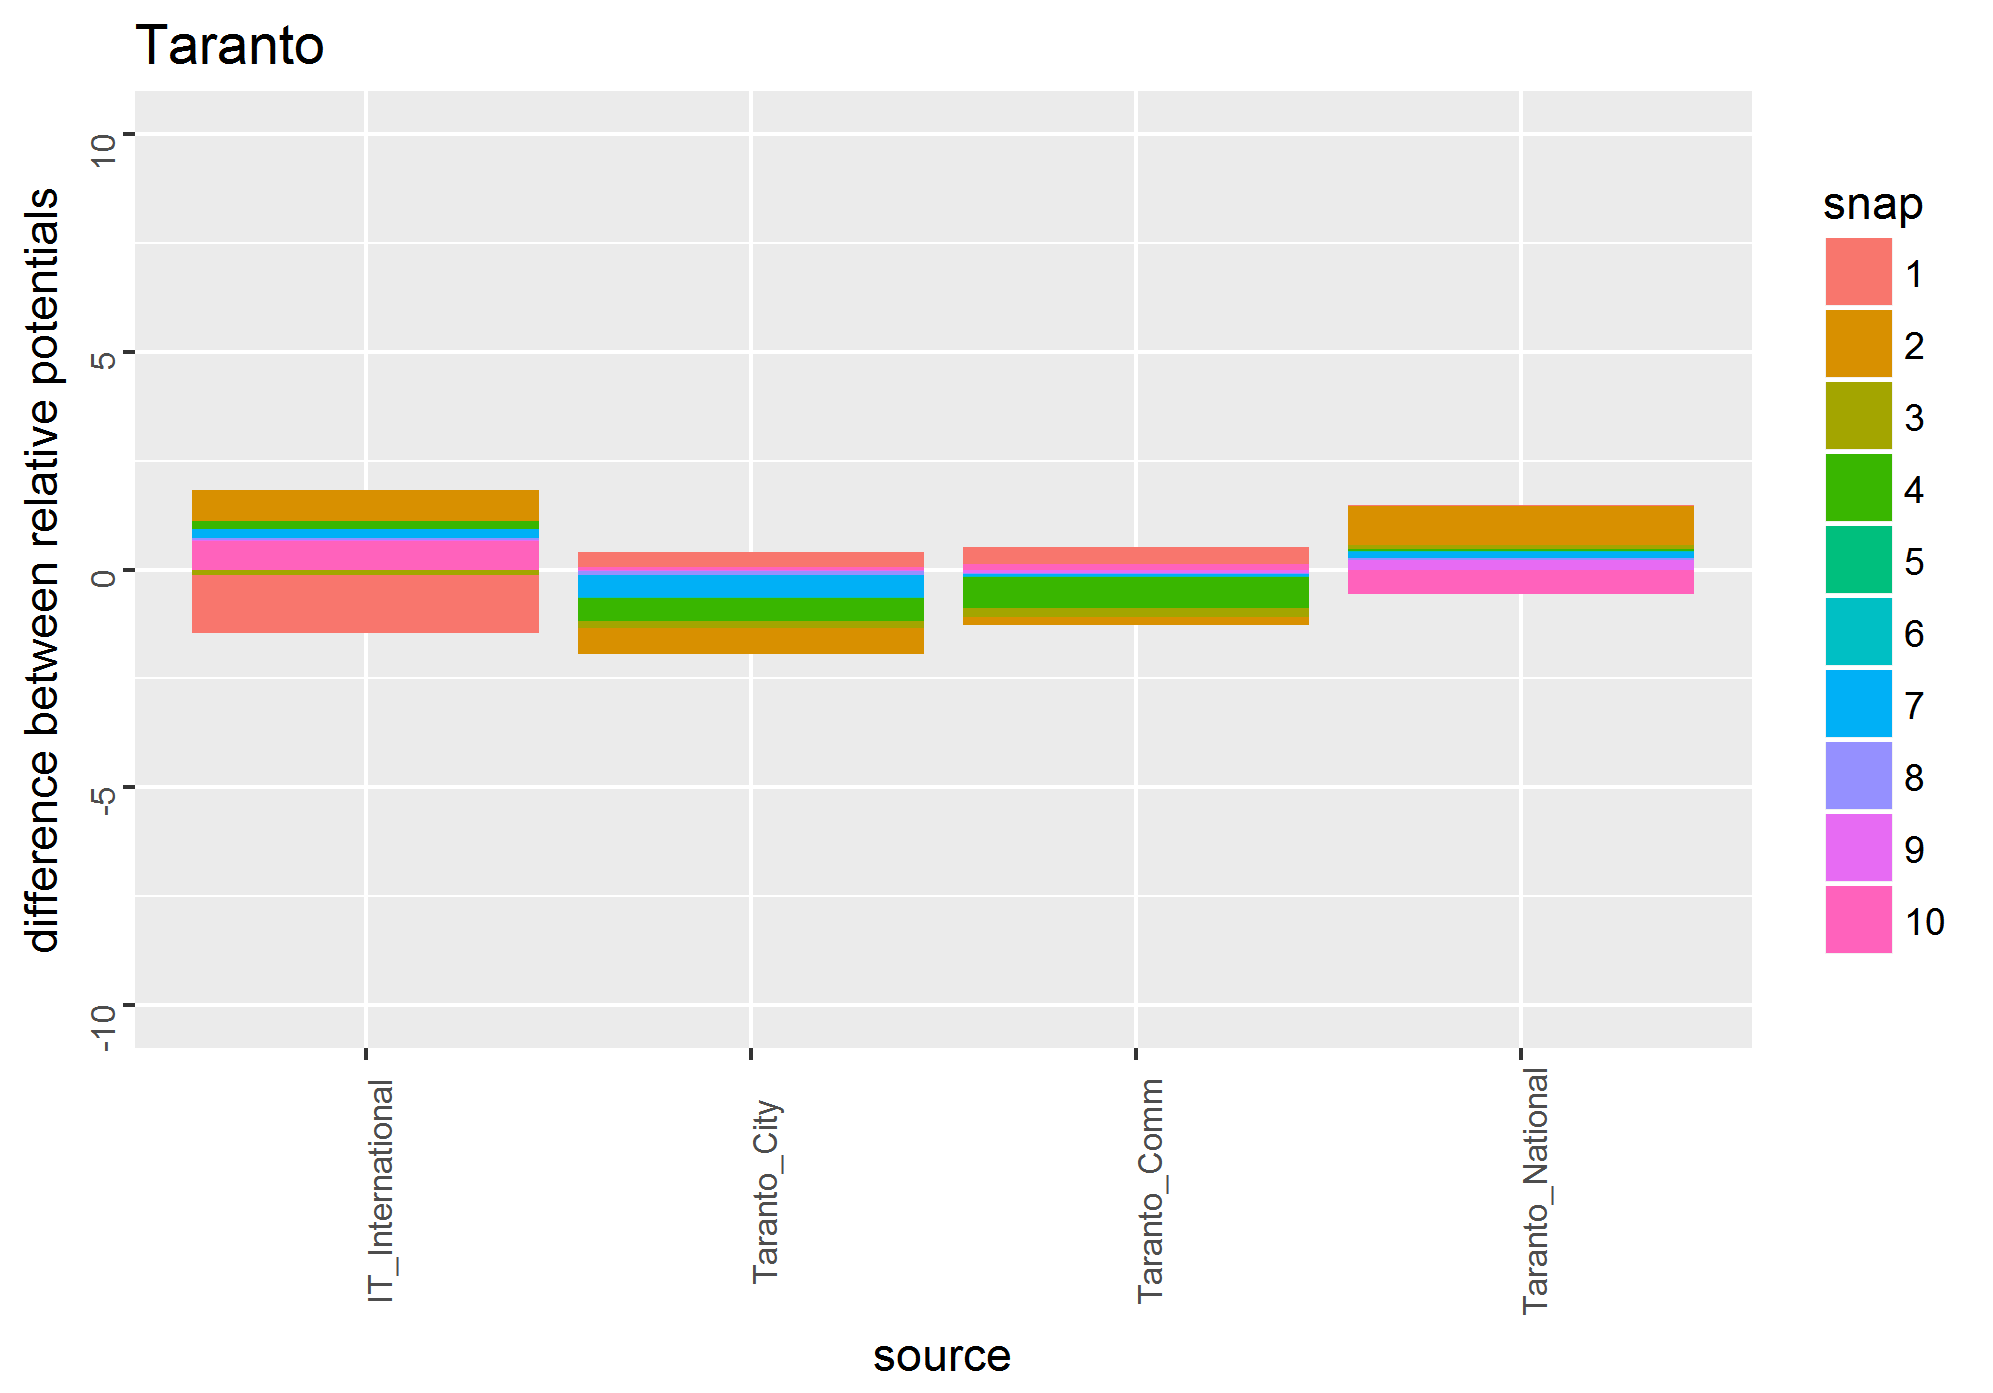 Taranto
difference between relative potentials
10
5
0
-5
-10
IT_International
Taranto_City
Taranto_Comm
Taranto_National
source
snap
1
2
3
4
5
6
7
8
9
10